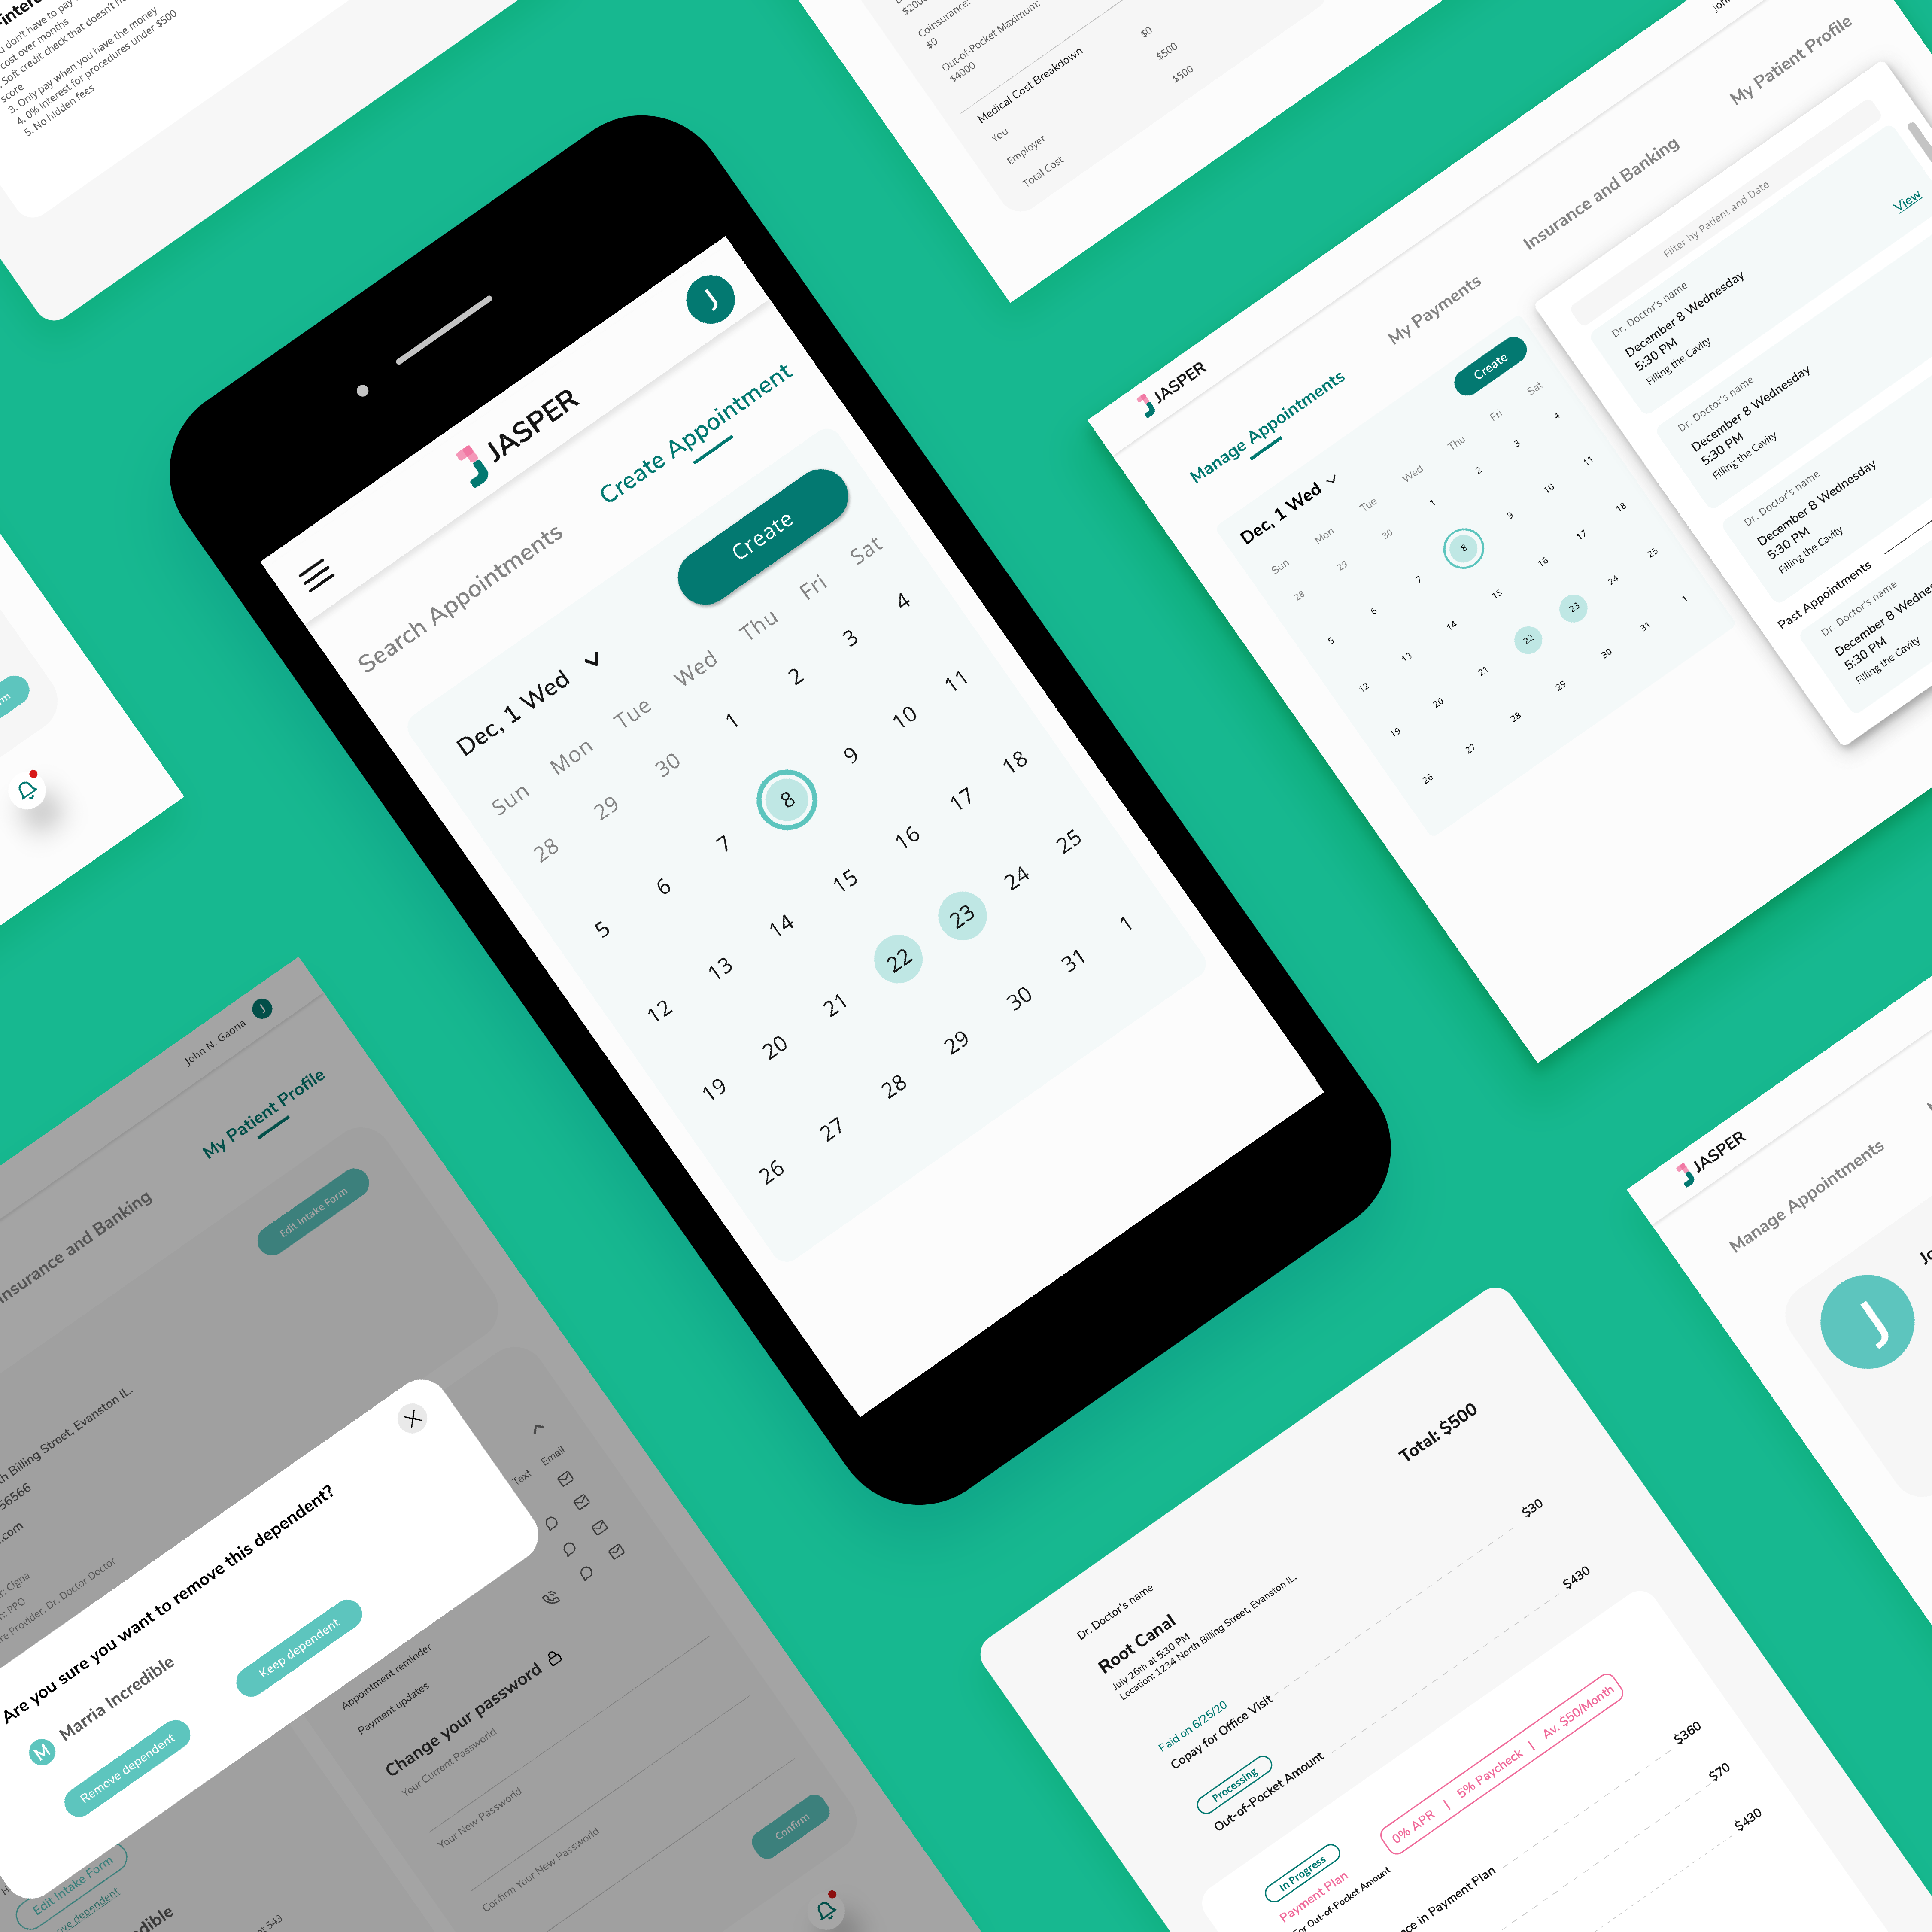 cost over months
score
3. Only pay when you have the money
4. 0% interest for procedures under $500
5. No hidden fees
Coinsurance:
$0
Out-of-Pocket Maximum:
$4000
Medical Cost Breakdown
You $0
Employer $500
Total Cost $500
JASPER
J
Search Appointments
Create Appointment
Create
Dec, 1 Wed
Sun Mon Tue Wed Thu Fri Sat
28 29 30 1 2 3 4
5 6 7 8 9 10 11
12 13 14 15 16 17 18
19 20 21 22 23 24 25
26 27 28 29 30 31 1
JASPER
Manage Appointments
My Payments
Insurance and Banking
My Patient Profile
Create
Dec, 1 Wed
Sun Mon Tue Wed Thu Fri Sat
28 29 30 1 2 3 4
5 6 7 8 9 10 11
12 13 14 15 16 17 18
19 20 21 22 23 24 25
26 27 28 29 30 31 1
Filter by Patient and Date
View
Dr. Doctor's name
December 8 Wednesday
5:30 PM
Filling the Cavity
Dr. Doctor's name
December 8 Wednesday
5:30 PM
Filling the Cavity
Dr. Doctor's name
December 8 Wednesday
5:30 PM
Filling the Cavity
Past Appointments
Dr. Doctor's name
December 8
5:30 PM
Filling the Cavity
John N. Gaona
J
Insurance and Banking
My Patient Profile
Edit Intake Form
Billing Street, Evanston IL.
56566
.com
Cigna
PPO
Provider: Dr. Doctor Doctor
Text
Email
Are you sure you want to remove this dependent?
M
Marria Incredible
Remove dependent
Keep dependent
Edit Intake Form
dependent
Appointment reminder
Payment updates
Change your password
Your Current Password
Your New Password
Confirm Your New Password
Confirm
JASPER
Manage Appointments
J
Total: $500
Dr. Doctor's name
Root Canal
July 26th at 5:30 PM
Location: 1234 North Billing Street, Evanston IL.
Faid on 6/25/20
Copay for Office Visit $30
Processing
Out-of-Pocket Amount $430
In Progress
0% APR | 5% Paycheck | Av. $50/Month
Payment Plan
For Out-of-Pocket Amount
in Payment Plan $360
$70
$430